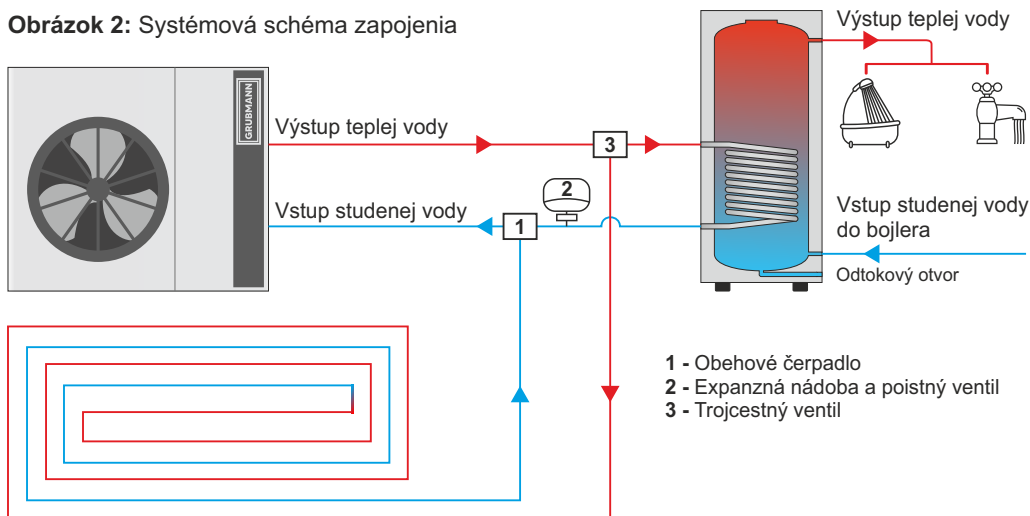 Obrázok 2: Systémová schéma zapojenia
GRUBMANN
Výstup teplej vody
3
Výstup teplej vody
2
Vstup studenej vody
1
Vstup studenej vody
do bojlera
Odtokový otvor
1 - Obehové čerpadlo
2 - Expanzná nádoba a poistný ventil
3 - Trojcestný ventil